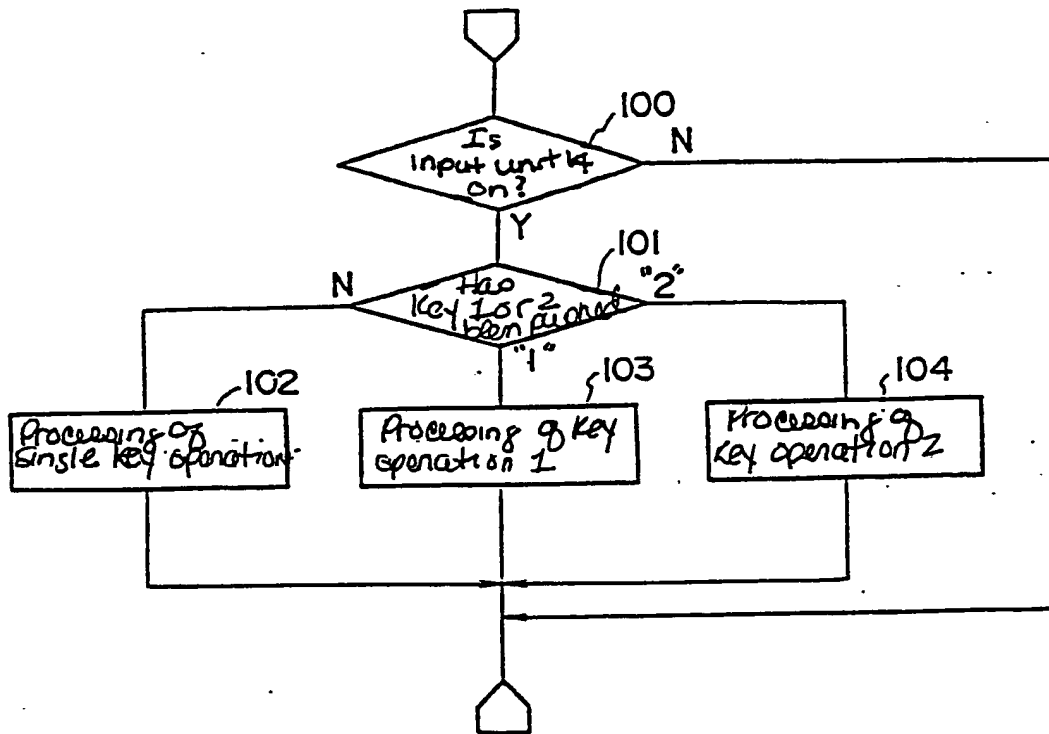 100
N
Is
input unit 14
on?
Y
101
N
"2"
Has
Key 1 or 2
been pushed
"1"
102
103
104
Processing of
single key operation
Processing of key
operation 1
Processing of
key operation 2